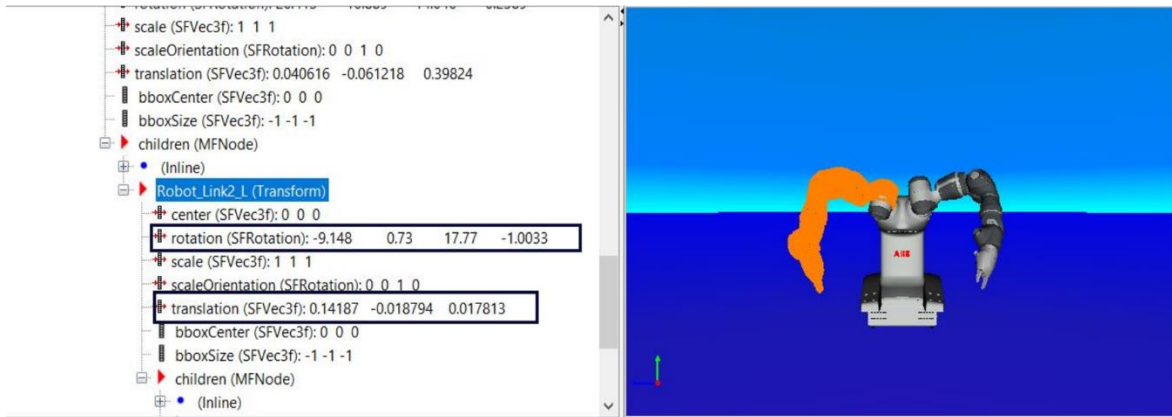 scale (SFVec3f): 1 1 1
scaleOrientation (SFRotation): 0 0 1 0
translation (SFVec3f): 0.040616 -0.061218 0.39824
bboxCenter (SFVec3f): 0 0 0
bboxSize (SFVec3f): -1 -1 -1
children (MFNode)
(Inline)
Robot_Link2_L (Transform)
center (SFVec3f): 0 0 0
rotation (SFRotation): -9.148 0.73 17.77 -1.0033
scale (SFVec3f): 1 1 1
scaleOrientation (SFRotation): 0 0 1 0
translation (SFVec3f): 0.14187 -0.018794 0.017813
bboxCenter (SFVec3f): 0 0 0
bboxSize (SFVec3f): -1 -1 -1
children (MFNode)
(Inline)
ABB